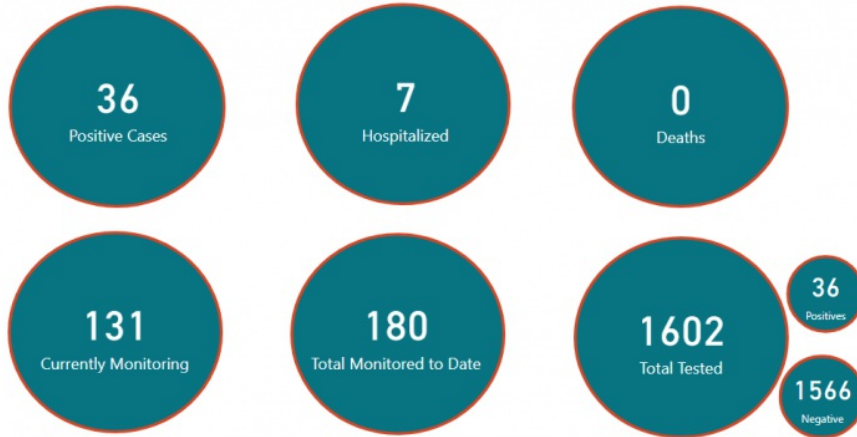 36
Positive Cases
7
Hospitalized
0
Deaths
131
Currently Monitoring
180
Total Monitored to Date
1602
Total Tested
36
Positives
1566
Negative